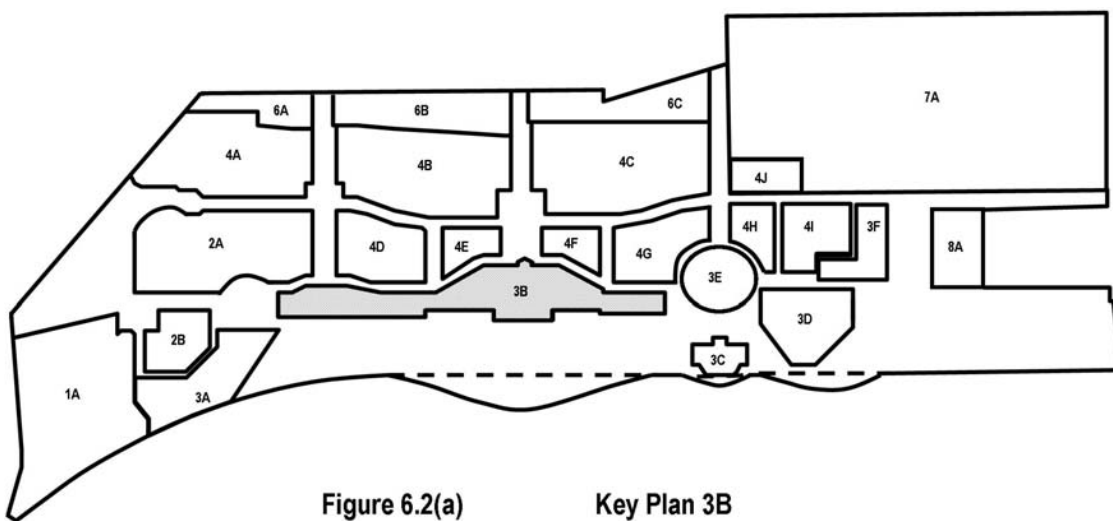 7A
6A
6B
6C
4A
4B
4C
4J
2A
4D
4E
4F
4G
4H
4I
3F
8A
3E
3B
3D
2B
3C
1A
3A
Figure 6.2(a) Key Plan 3B